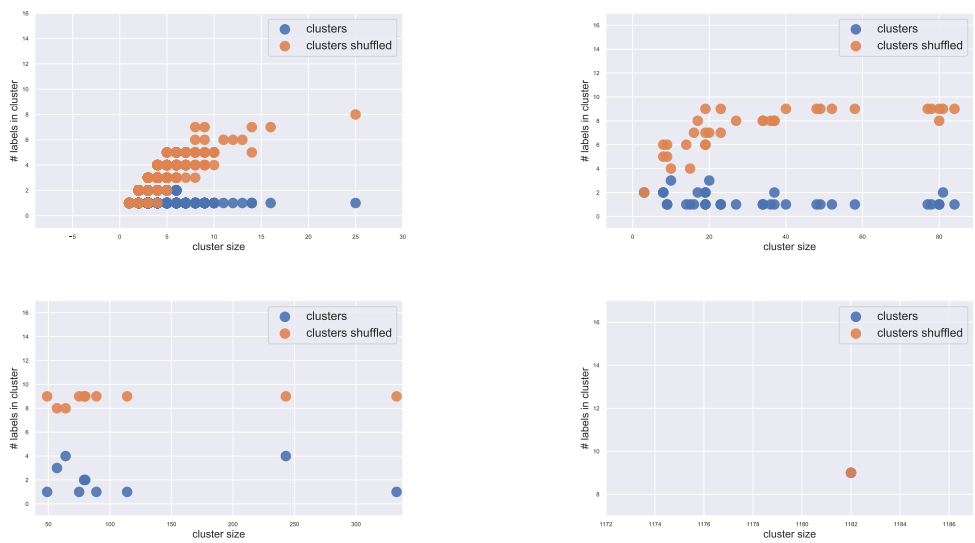 16
14
12
10
8
6
4
2
0
# labels in cluster
clusters
clusters shuffled
−5 0 5 10 15 20 25 30
cluster size
16
14
12
10
8
6
4
2
0
# labels in cluster
clusters
clusters shuffled
0 20 40 60 80
cluster size
16
14
12
10
8
6
4
2
0
# labels in cluster
clusters
clusters shuffled
50 100 150 200 250 300
cluster size
16
14
12
10
8
# labels in cluster
clusters
clusters shuffled
1172 1174 1176 1178 1180 1182 1184 1186
cluster size